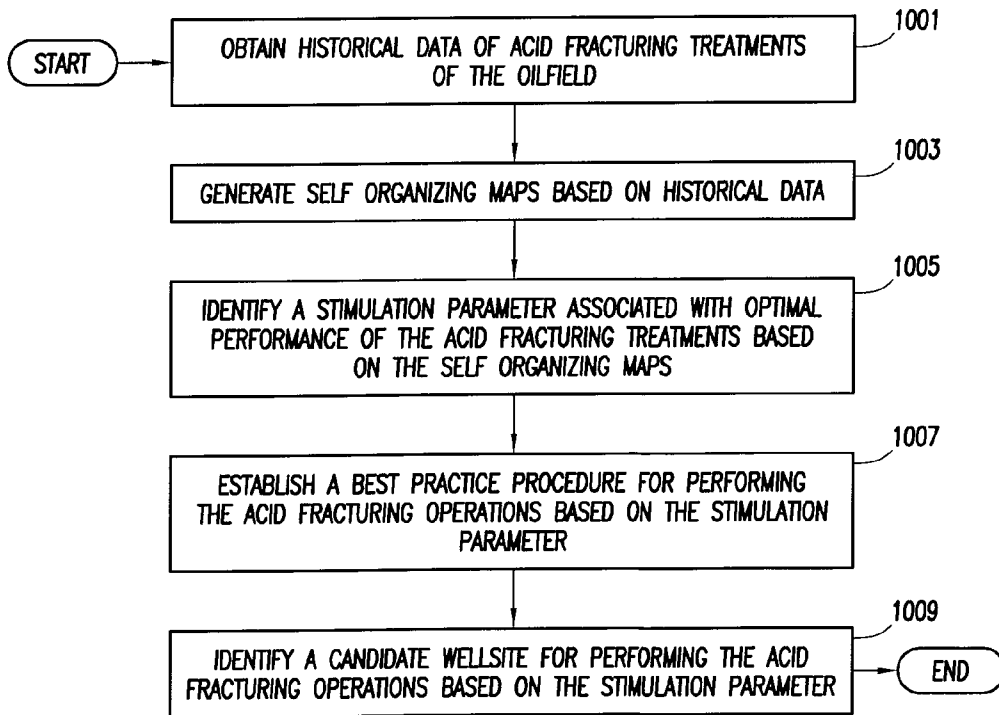 START
OBTAIN HISTORICAL DATA OF ACID FRACTURING TREATMENTS
OF THE OILFIELD
1001
GENERATE SELF ORGANIZING MAPS BASED ON HISTORICAL DATA
1003
IDENTIFY A STIMULATION PARAMETER ASSOCIATED WITH OPTIMAL
PERFORMANCE OF THE ACID FRACTURING TREATMENTS BASED
ON THE SELF ORGANIZING MAPS
1005
ESTABLISH A BEST PRACTICE PROCEDURE FOR PERFORMING
THE ACID FRACTURING OPERATIONS BASED ON THE STIMULATION
PARAMETER
1007
IDENTIFY A CANDIDATE WELLSITE FOR PERFORMING THE ACID
FRACTURING OPERATIONS BASED ON THE STIMULATION PARAMETER
1009
END